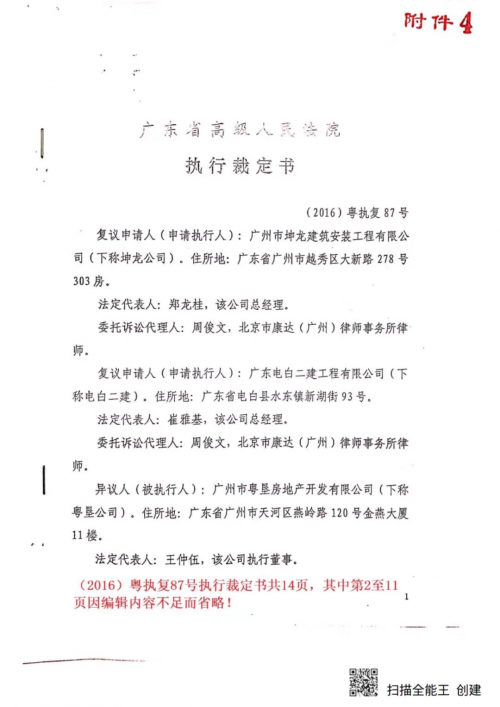 附件4
广东省高级人民法院
执行裁定书
（2016）粤执复87号
复议申请人（申请执行人）：广州市坤龙建筑安装工程有限公
司（下称坤龙公司）。住所地：广东省广州市越秀区大新路278号
303房。
法定代表人：郑龙桂，该公司总经理。
委托诉讼代理人：周俊文，北京市康达（广州）律师事务所律
师。
复议申请人（申请执行人）：广东电白二建工程有限公司（下
称电白二建）。住所地：广东省电白县水东镇新湖街93号。
法定代表人：崔雅基，该公司总经理。
委托诉讼代理人：周俊文，北京市康达（广州）律师事务所律
师。
异议人（被执行人）：广州市粤垦房地产开发有限公司（下称
粤垦公司）。住所地：广东省广州市天河区燕岭路120号金燕大厦
11楼。
法定代表人：王仲伍，该公司执行董事。
（2016）粤执复87号执行裁定书共14页，其中第2至11
页因编辑内容不足而省略！
1
扫描全能王 创建